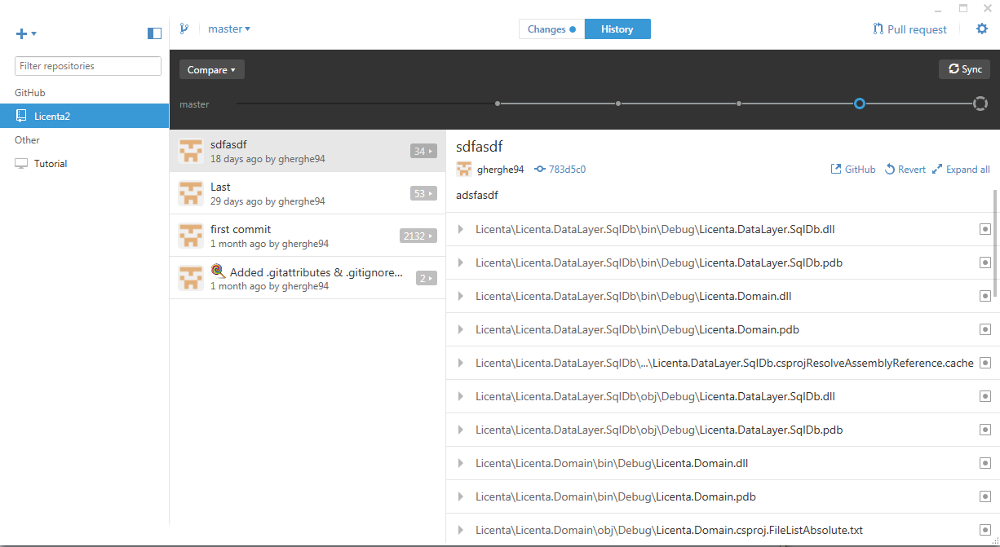 master
Changes
History
Pull request
Filter repositories
GitHub
Licenta2
Other
Tutorial
Compare
Sync
master
sdfasdf
18 days ago by gherghe94
34
Last
29 days ago by gherghe94
53
first commit
1 month ago by gherghe94
2132
Added .gitattributes & .gitignore...
1 month ago by gherghe94
2
sdfasdf
gherghe94 783d5c0
GitHub Revert Expand all
adsfasdf
Licenta\Licenta.DataLayer.SqlDb\bin\Debug\Licenta.DataLayer.SqlDb.dll
Licenta\Licenta.DataLayer.SqlDb\bin\Debug\Licenta.DataLayer.SqlDb.pdb
Licenta\Licenta.DataLayer.SqlDb\bin\Debug\Licenta.Domain.dll
Licenta\Licenta.DataLayer.SqlDb\bin\Debug\Licenta.Domain.pdb
Licenta\Licenta.DataLayer.SqlDb\...\Licenta.DataLayer.SqlDb.csprojResolveAssemblyReference.cache
Licenta\Licenta.DataLayer.SqlDb\obj\Debug\Licenta.DataLayer.SqlDb.dll
Licenta\Licenta.DataLayer.SqlDb\obj\Debug\Licenta.DataLayer.SqlDb.pdb
Licenta\Licenta.Domain\bin\Debug\Licenta.Domain.dll
Licenta\Licenta.Domain\bin\Debug\Licenta.Domain.pdb
Licenta\Licenta.Domain\obj\Debug\Licenta.Domain.csproj.FileListAbsolute.txt